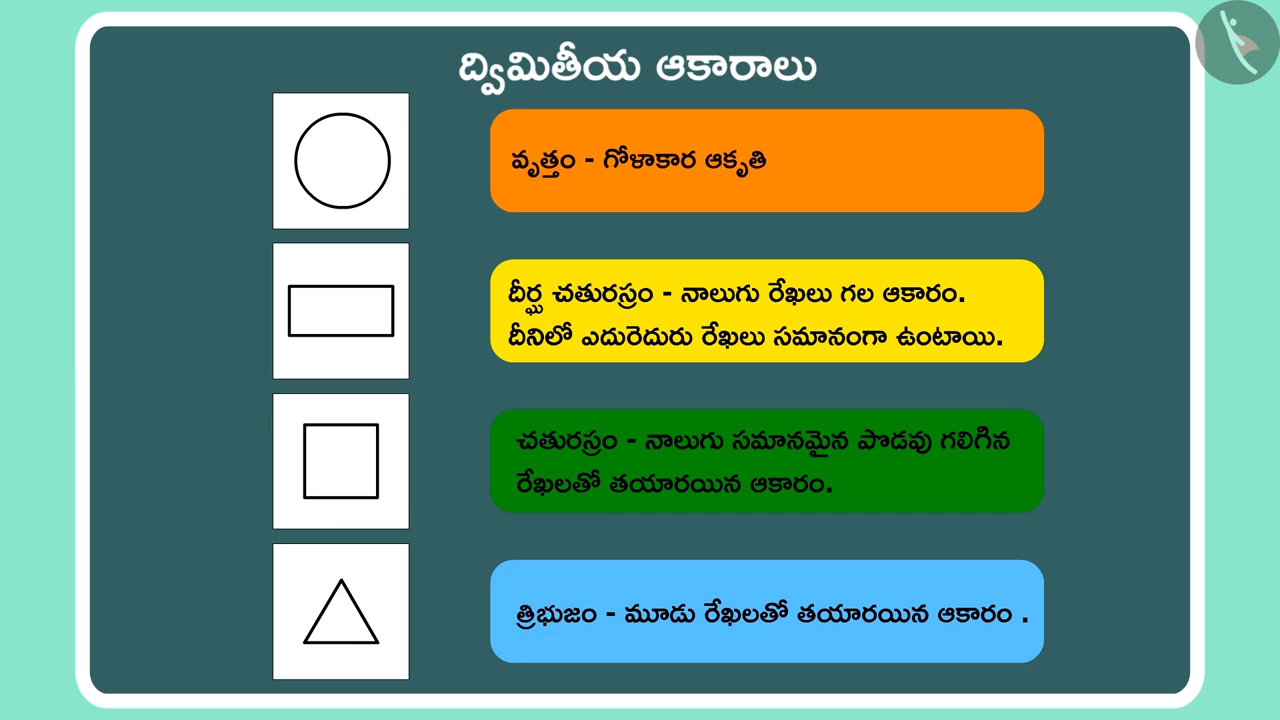 ద్విమితీయ ఆకారాలు
వృత్తం - గోళాకార ఆకృతి
దీర్ఘ చతురస్రం - నాలుగు రేఖలు గల ఆకారం.
దీనిలో ఎదురెదురు రేఖలు సమానంగా ఉంటాయి.
చతురస్రం - నాలుగు సమానమైన పొడవు గలిగిన
రేఖలతో తయారయిన ఆకారం.
త్రిభుజం - మూడు రేఖలతో తయారయిన ఆకారం .